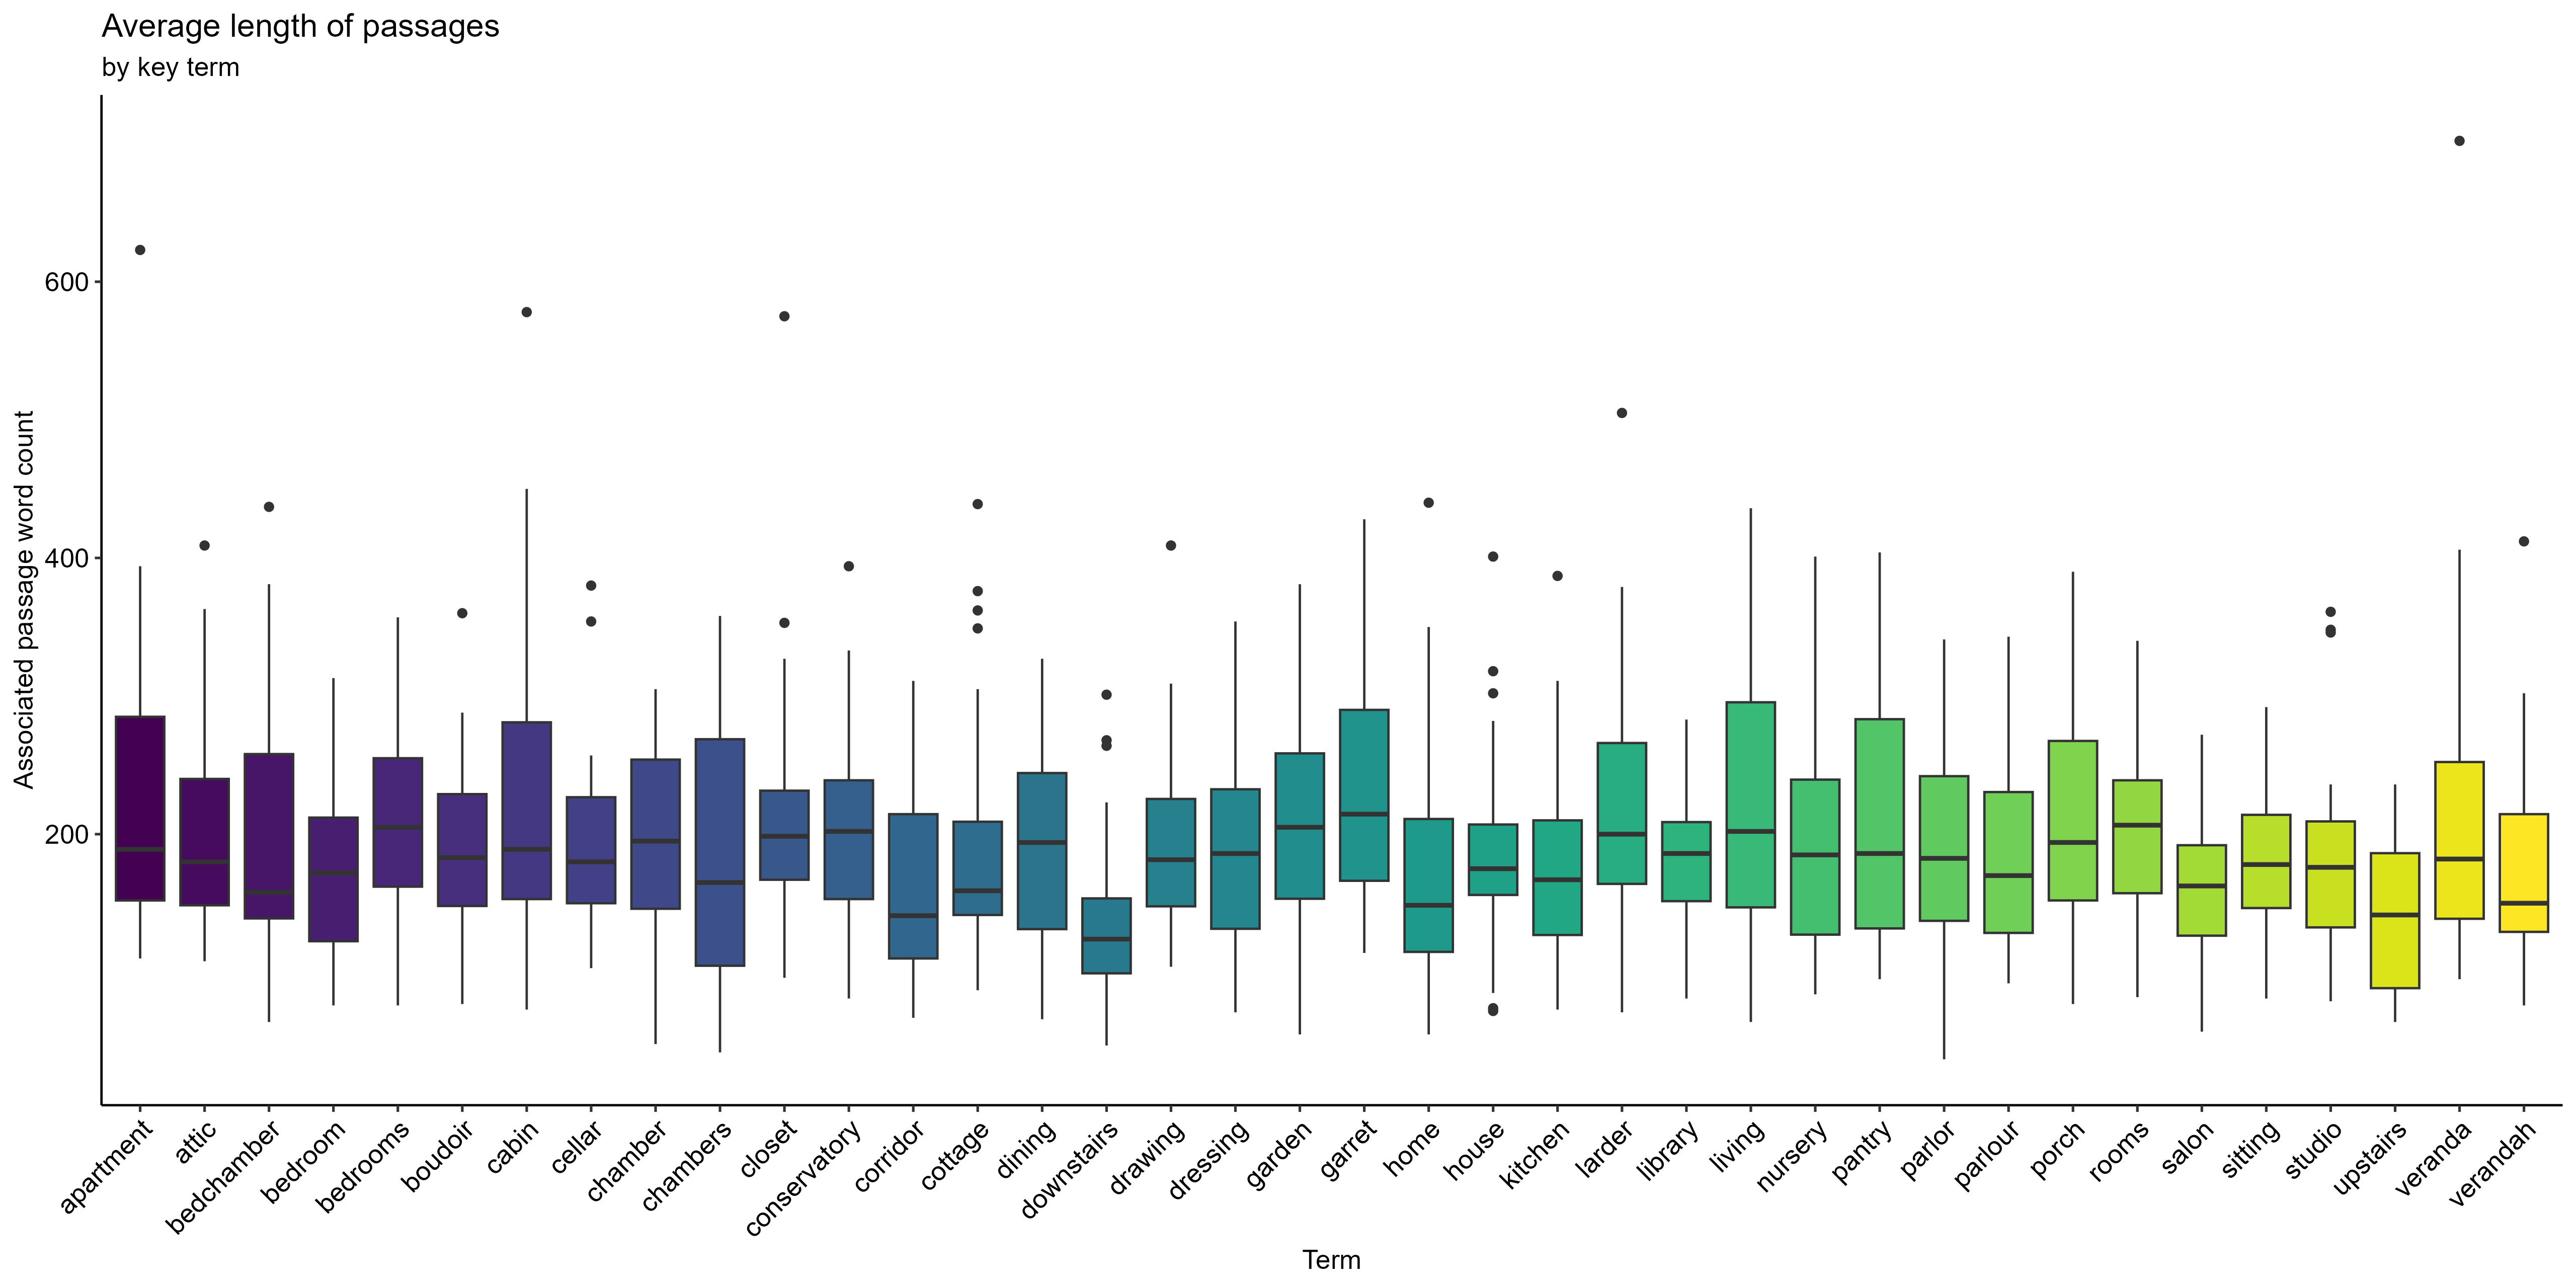 Average length of passages
by key term
Associated passage word count
600
400
200
apartment
attic
bedchamber
bedroom
bedrooms
boudoir
cabin
cellar
chamber
chambers
closet
conservatory
corridor
cottage
dining
downstairs
drawing
dressing
garden
garret
home
house
kitchen
larder
library
living
nursery
pantry
parlor
parlour
porch
rooms
salon
sitting
studio
upstairs
veranda
verandah
Term